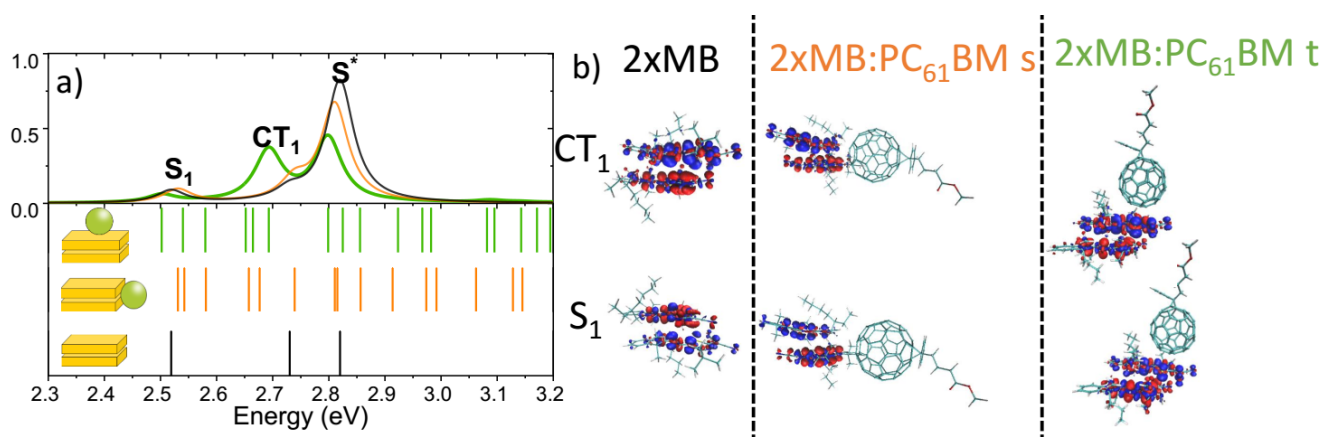 a)
1.0
0.5
0.0
S1
CT1
S*
2.3 2.4 2.5 2.6 2.7 2.8 2.9 3.0 3.1 3.2
Energy (eV)
b) 2xMB 2xMB:PC61BM s 2xMB:PC61BM t
CT1
S1